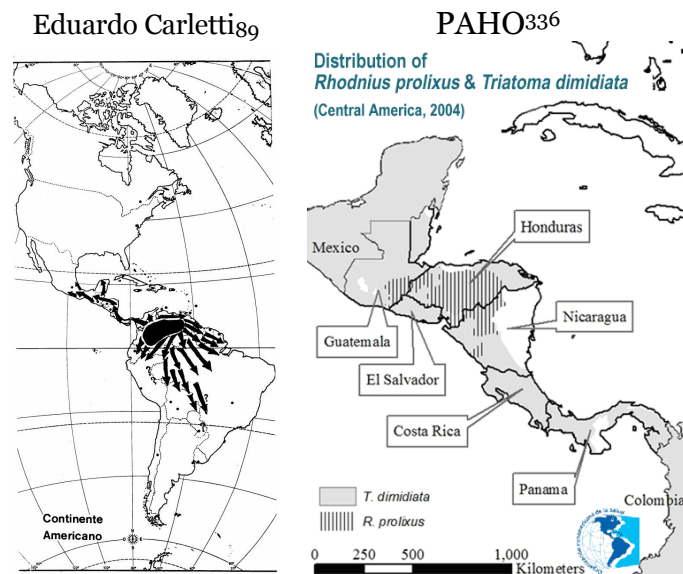 Eduardo Carletti89
PAHO336
Continente
Americano
Distribution of
Rhodnius prolixus & Triatoma dimidiata
(Central America, 2004)
Honduras
Mexico
Nicaragua
Guatemala
El Salvador
Costa Rica
Panama
Colombia
T. dimidiata
R. prolixus
0 250 500 1,000
Kilometers